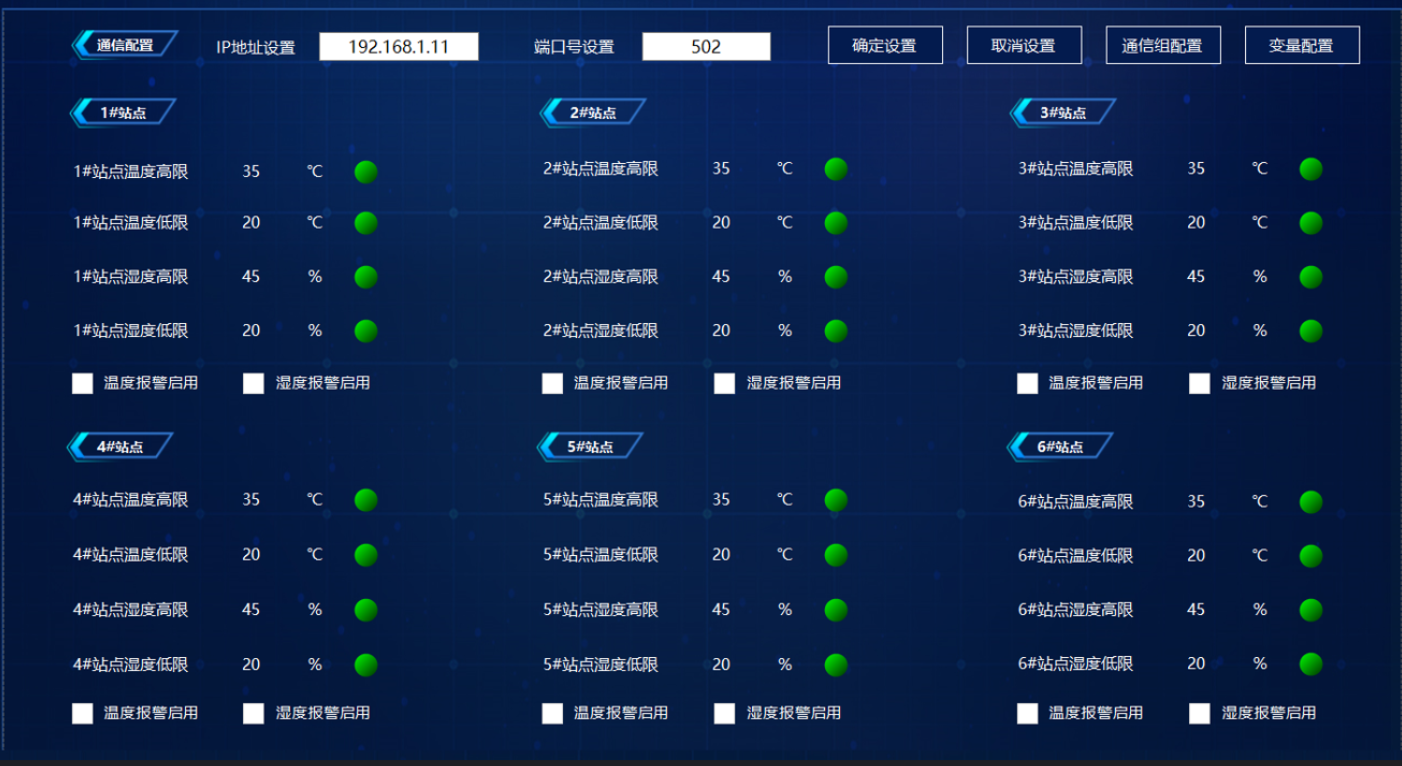 通信配置 IP地址设置 192.168.1.11 端口号设置 502 确定设置 取消设置 通信组配置 变量配置
1#站点 2#站点 3#站点
1#站点温度高限 35 ℃ 2#站点温度高限 35 ℃ 3#站点温度高限 35 ℃
1#站点温度低限 20 ℃ 2#站点温度低限 20 ℃ 3#站点温度低限 20 ℃
1#站点湿度高限 45 % 2#站点湿度高限 45 % 3#站点湿度高限 45 %
1#站点湿度低限 20 % 2#站点湿度低限 20 % 3#站点湿度低限 20 %
温度报警启用 湿度报警启用 温度报警启用 湿度报警启用 温度报警启用 湿度报警启用
4#站点 5#站点 6#站点
4#站点温度高限 35 ℃ 5#站点温度高限 35 ℃ 6#站点温度高限 35 ℃
4#站点温度低限 20 ℃ 5#站点温度低限 20 ℃ 6#站点温度低限 20 ℃
4#站点湿度高限 45 % 5#站点湿度高限 45 % 6#站点湿度高限 45 %
4#站点湿度低限 20 % 5#站点湿度低限 20 % 6#站点湿度低限 20 %
温度报警启用 湿度报警启用 温度报警启用 湿度报警启用 温度报警启用 湿度报警启用